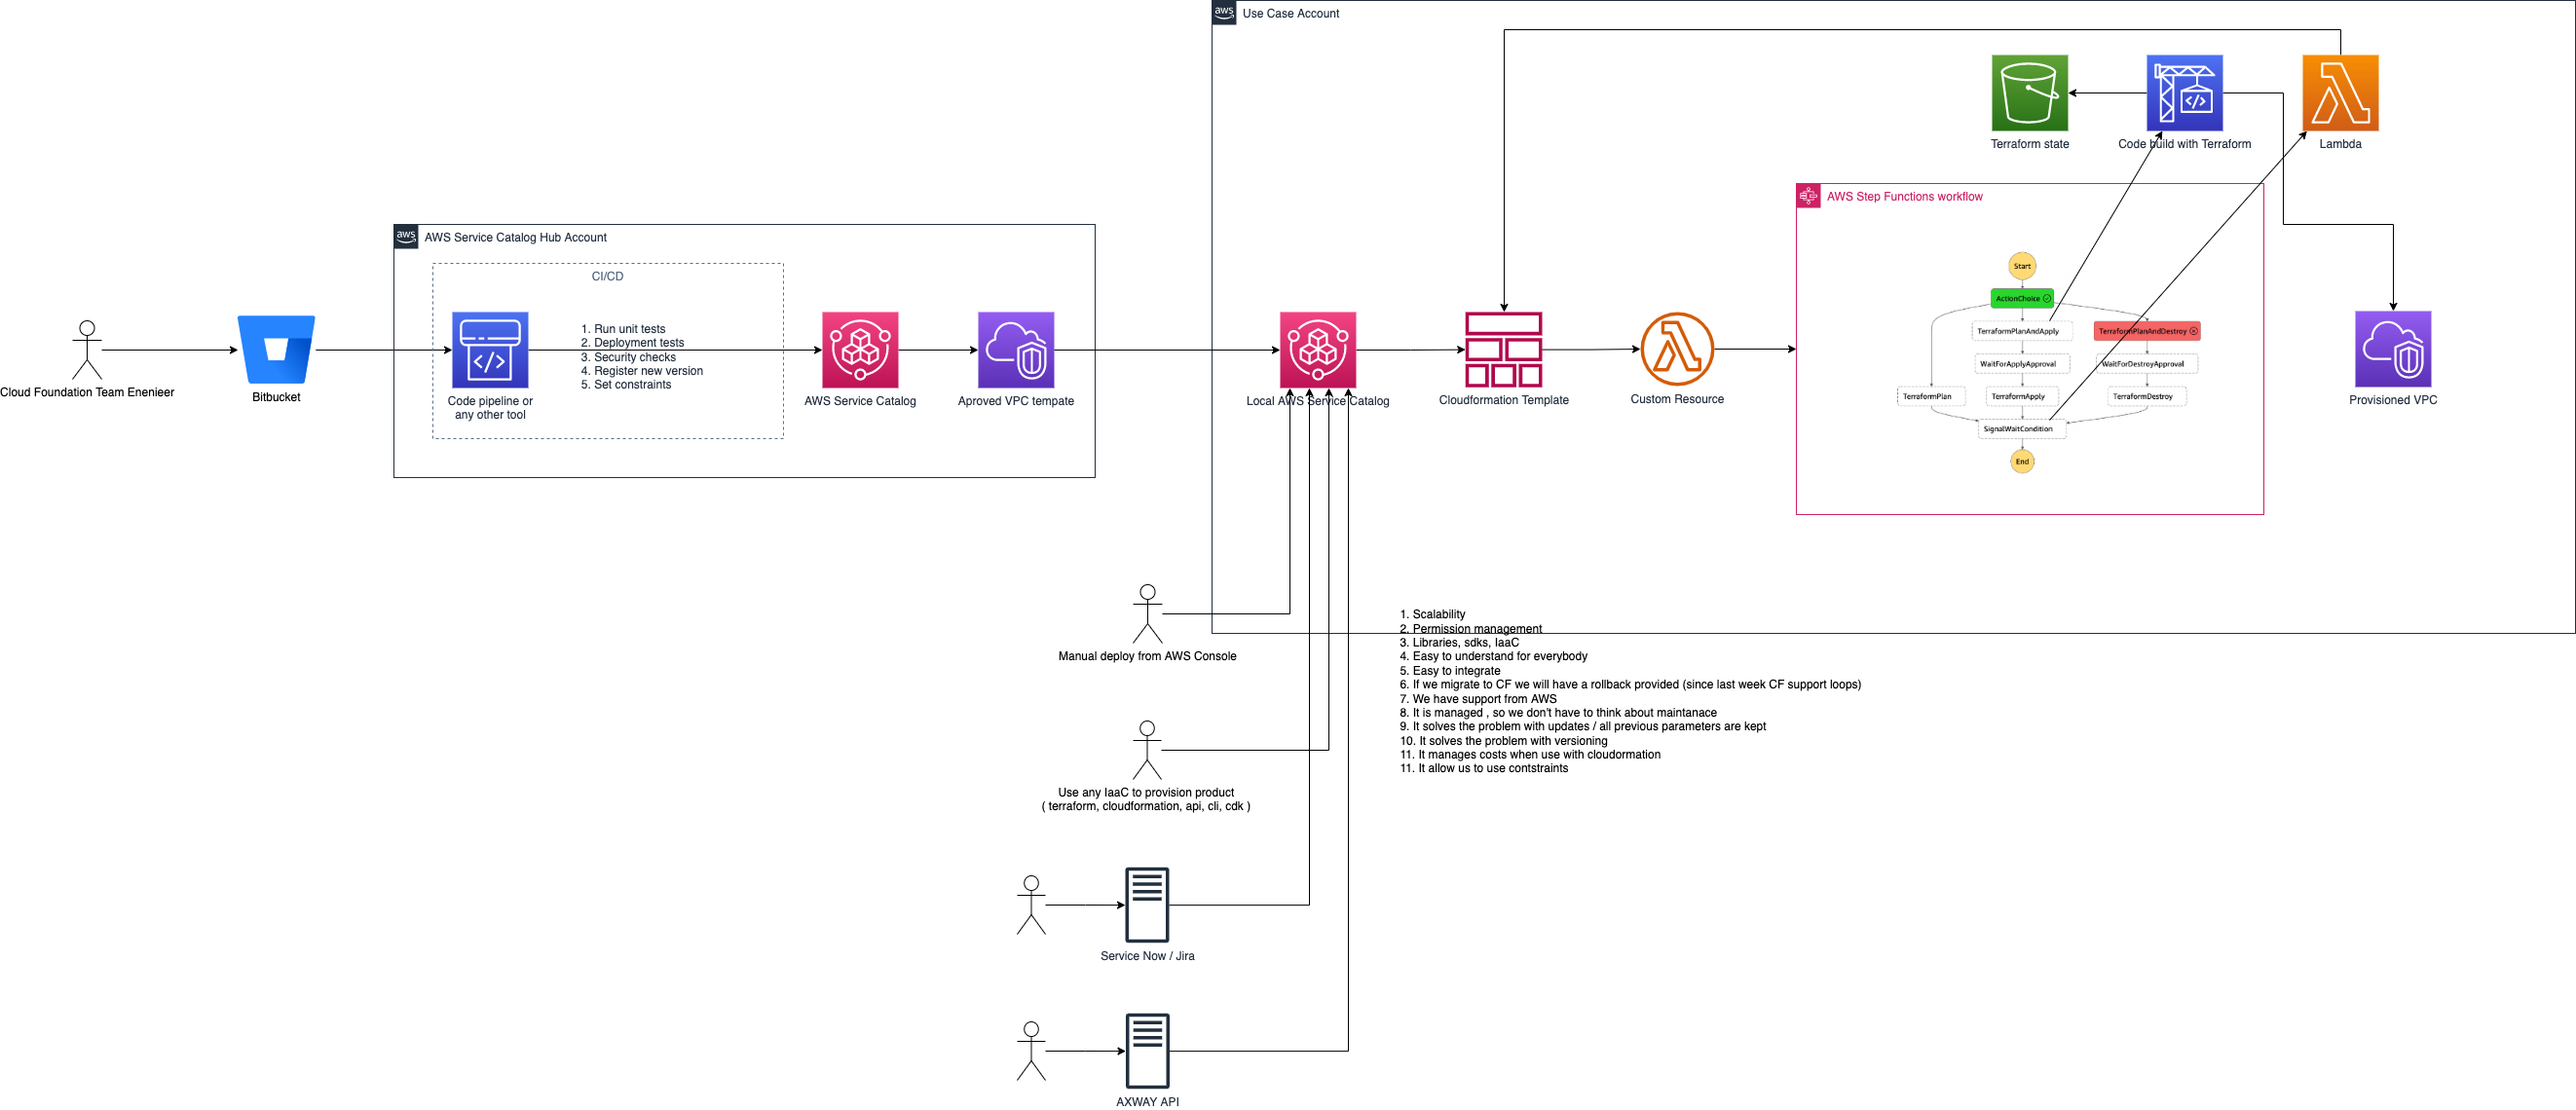 aws
Use Case Account
Terraform state
Code build with Terraform
Lambda
AWS Step Functions workflow
aws
AWS Service Catalog Hub Account
CI/CD
1. Run unit tests
2. Deployment tests
3. Security checks
4. Register new version
5. Set constraints
Cloud Foundation Team Enenieer
Bitbucket
Code pipeline or
any other tool
AWS Service Catalog
Aproved VPC tempate
Local AWS Service Catalog
Cloudformation Template
Custom Resource
Start
ActionChoice
TerraformPlanAndApply
TerraformPlanAndDestroy
WaitForApplyApproval
WaitForDestroyApproval
TerraformPlan
TerraformApply
TerraformDestroy
SignalWaitCondition
End
Provisioned VPC
Manual deploy from AWS Console
1. Scalability
2. Permission management
3. Libraries, sdks, IaaC
4. Easy to understand for everybody
5. Easy to integrate
6. If we migrate to CF we will have a rollback provided (since last week CF support loops)
7. We have support from AWS
8. It is managed , so we don't have to think about maintanace
9. It solves the problem with updates / all previous parameters are kept
10. It solves the problem with versioning
11. It manages costs when use with cloudormation
11. It allow us to use contstraints
Use any IaaC to provision product
( terraform, cloudformation, api, cli, cdk )
Service Now / Jira
AXWAY API